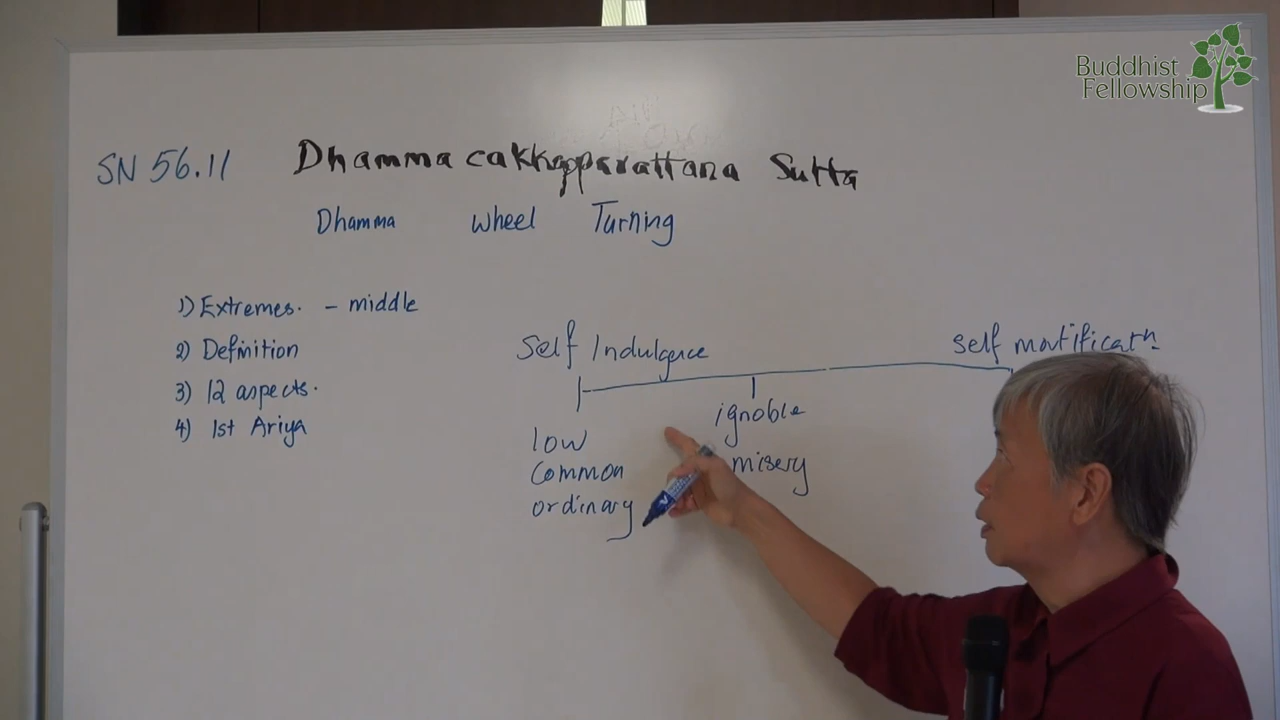 Buddhist
Fellowship
SN 56.11 Dhammacakkappavattana Sutta
Dhamma wheel Turning
1) Extremes. - middle
2) Definition
3) 12 aspects.
4) 1st Ariya
Self Indulgence
self mortificatn
low
common
ordinary
ignoble
misery